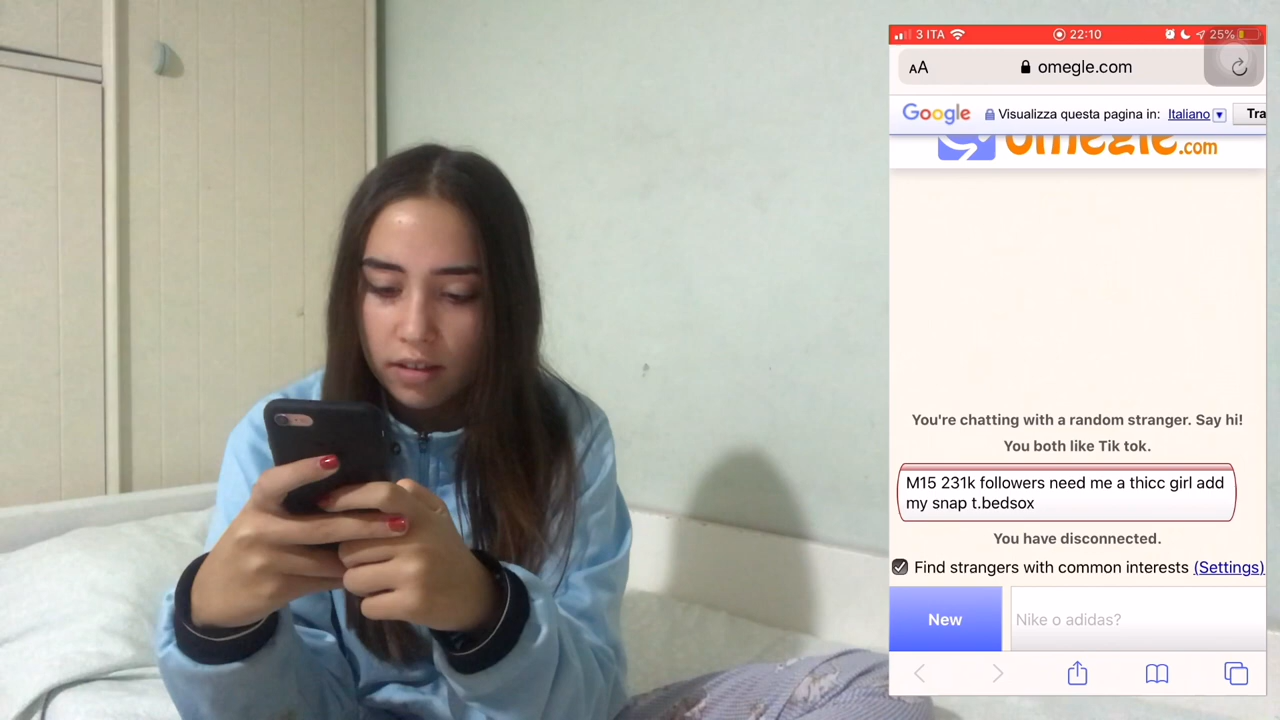 3 ITA 22:10 25%
AA omegle.com
Google Visualizza questa pagina in: Italiano Tra
omegle.com
You're chatting with a random stranger. Say hi!
You both like Tik tok.
M15 231k followers need me a thicc girl add
my snap t.bedsox
You have disconnected.
Find strangers with common interests (Settings)
New Nike o adidas?